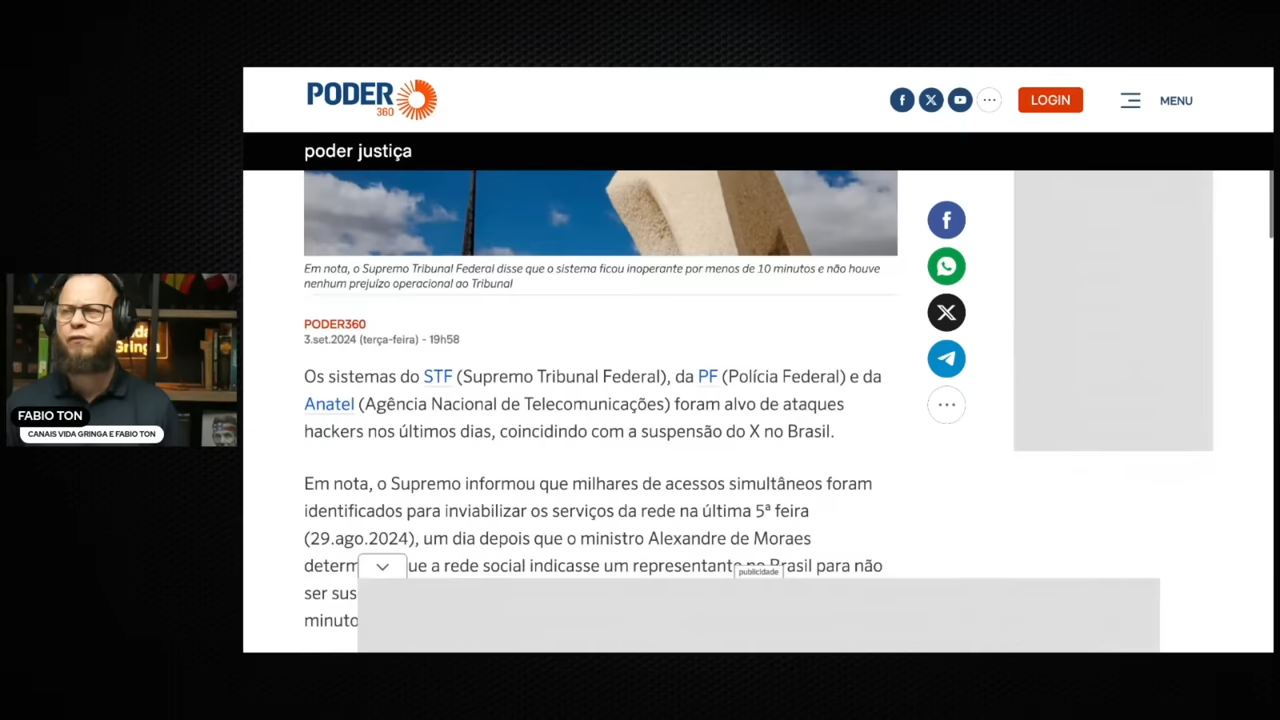 PODER
360
LOGIN
MENU
poder justiça
Em nota, o Supremo Tribunal Federal disse que o sistema ficou inoperante por menos de 10 minutos e não houve
nenhum prejuízo operacional ao Tribunal
PODER360
3.set.2024 (terça-feira) - 19h58
Os sistemas do STF (Supremo Tribunal Federal), da PF (Polícia Federal) e da
Anatel (Agência Nacional de Telecomunicações) foram alvo de ataques
hackers nos últimos dias, coincidindo com a suspensão do X no Brasil.
Em nota, o Supremo informou que milhares de acessos simultâneos foram
identificados para inviabilizar os serviços da rede na última 5ª feira
(29.ago.2024), um dia depois que o ministro Alexandre de Moraes
determ ue a rede social indicasse um representante no Brasil para não
publicidade
ser sus
minuto
Gringa
FABIO TON
CANAIS VIDA GRINGA E FABIO TON